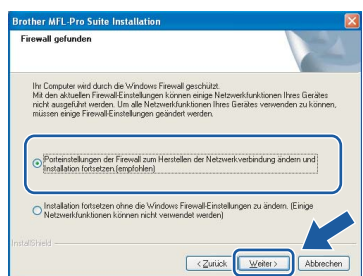 Brother MFL-Pro Suite Installation
Firewall gefunden
Ihr Computer wird durch die Windows Firewall geschützt.
Mit den aktuellen Firewall-Einstellungen können einige Netzwerkfunktionen Ihres Gerätes
nicht ausgeführt werden. Um alle Netzwerkfunktionen Ihres Gerätes verwenden zu können,
müssen einige Firewall-Einstellungen geändert werden.
Porteinstellungen der Firewall zum Herstellen der Netzwerkverbindung ändern und
Installation fortsetzen.(empfohlen)
Installation fortsetzen ohne die Windows Firewall-Einstellungen zu ändern. (Einige
Netzwerkfunktionen können nicht verwendet werden)
InstallShield
< Zurück Weiter > Abbrechen